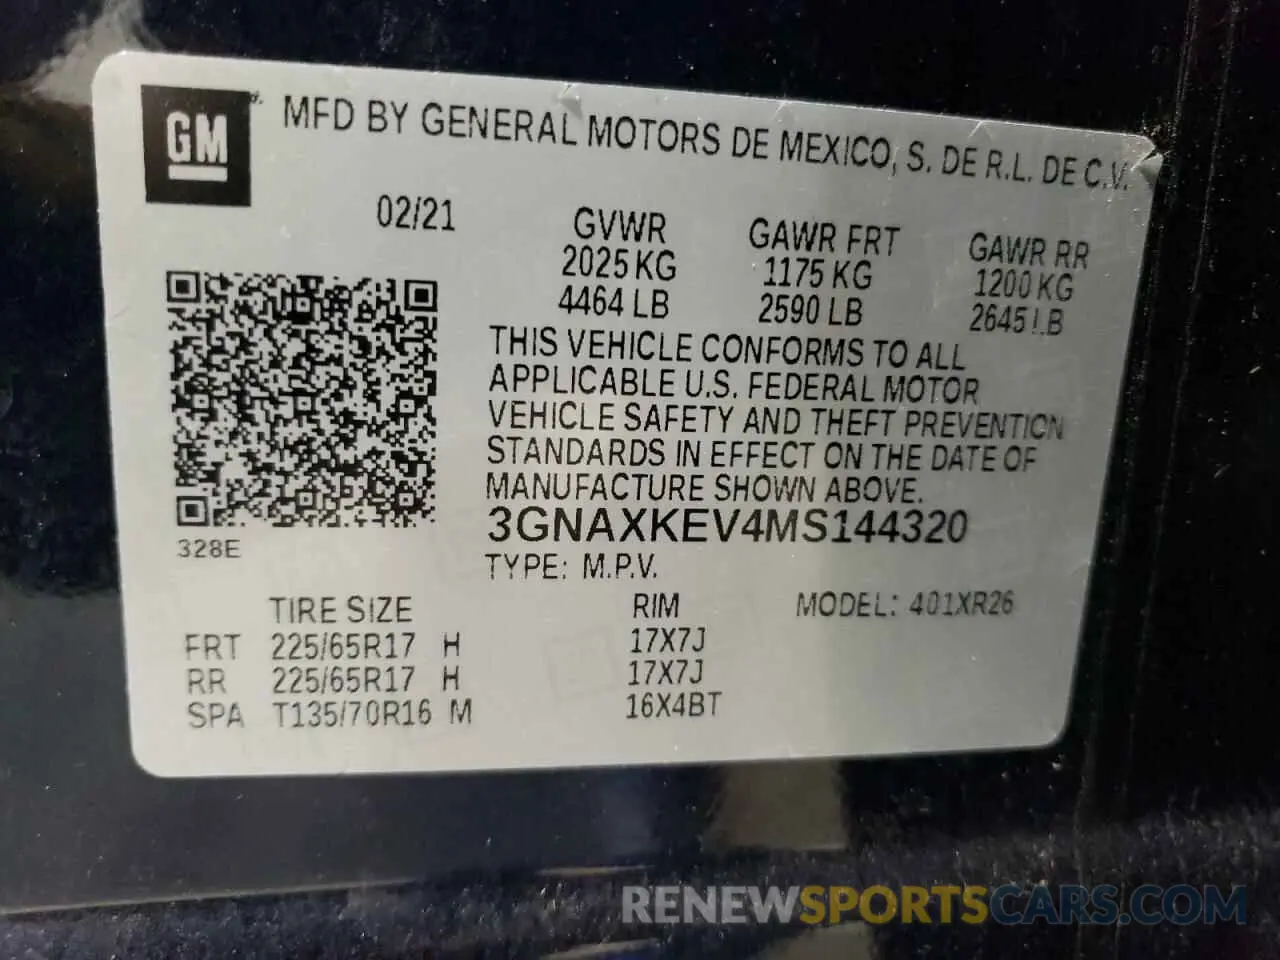 GM MFD BY GENERAL MOTORS DE MEXICO, S. DE R.L. DE C.V.
02/21 GVWR GAWR FRT GAWR RR
2025 KG 1175 KG 1200 KG
4464 LB 2590 LB 2645 LB
THIS VEHICLE CONFORMS TO ALL
APPLICABLE U.S. FEDERAL MOTOR
VEHICLE SAFETY AND THEFT PREVENTION
STANDARDS IN EFFECT ON THE DATE OF
MANUFACTURE SHOWN ABOVE.
3GNAXKEV4MS144320
328E
TYPE: M.P.V.
TIRE SIZE RIM MODEL: 401XR26
FRT 225/65R17 H 17X7J
RR 225/65R17 H 17X7J
SPA T135/70R16 M 16X4BT
RENEWSPORTSCARS.COM